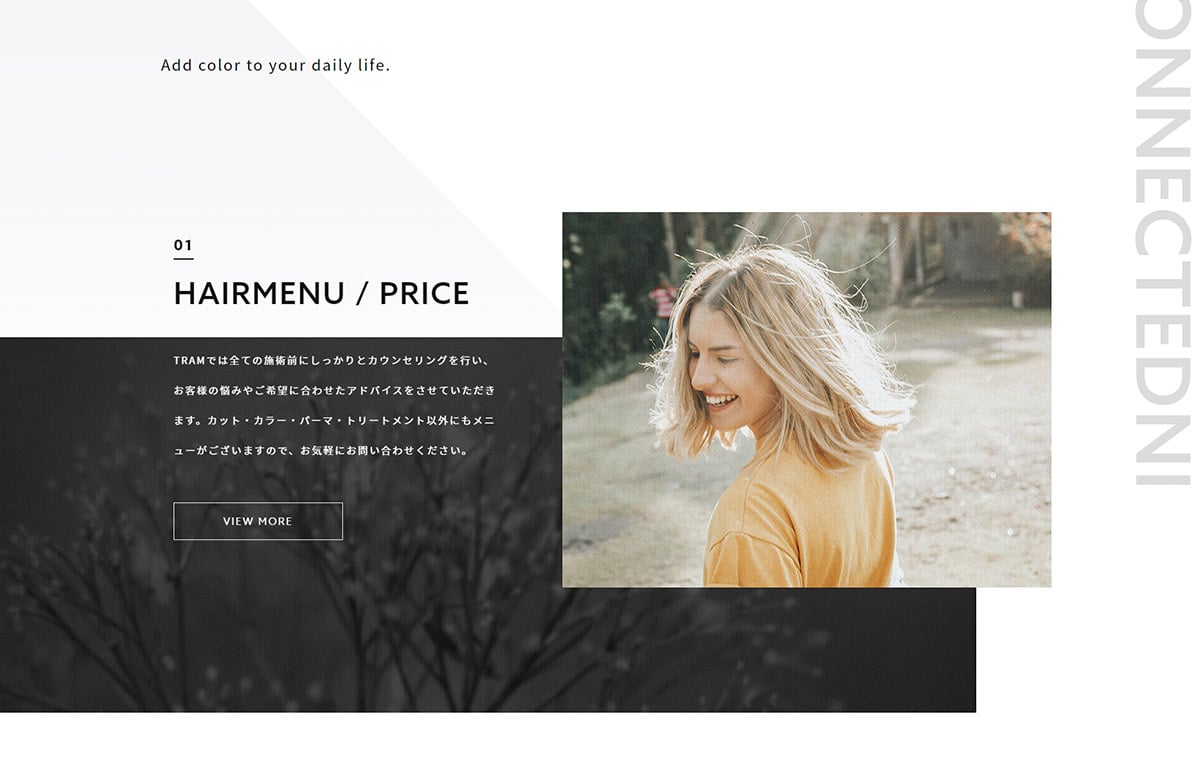 Add color to your daily life.
01
HAIRMENU / PRICE
TRAMでは全ての施術前にしっかりとカウンセリングを行い、
お客様の悩みやご希望に合わせたアドバイスをさせていただき
ます。カット・カラー・パーマ・トリートメント以外にもメニ
ューがございますので、お気軽にお問い合わせください。
VIEW MORE
ONNECTEDNI